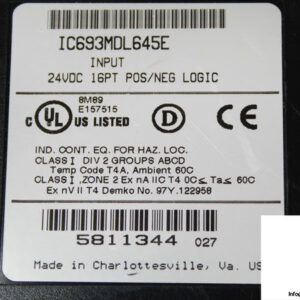 IC693MDL645E
INPUT
24VDC 16PT POS/NEG LOGIC
8M89
E157515
C UL US LISTED D CE
IND. CONT. EQ. FOR HAZ. LOC.
CLASS I DIV 2 GROUPS ABCD
Temp Code T4A, Ambient 60C
CLASS I, ZONE 2 Ex nA IIC T4 0C≤ Ta≤ 60C
Ex nV II T4 Demko No. 97Y.122958
5811344 027
Made in Charlottesville, Va. US